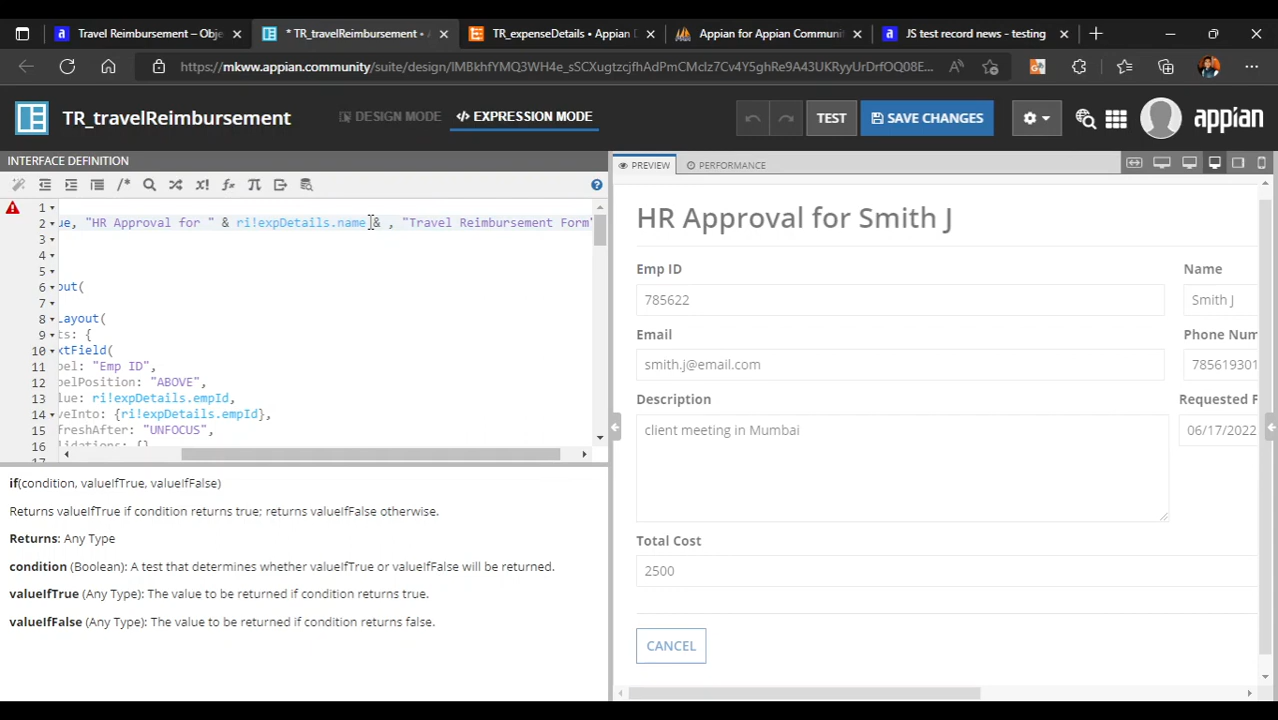 Travel Reimbursement – Obje
* TR_travelReimbursement • A
TR_expenseDetails • Appian D
Appian for Appian Communit
JS test record news - testing
https://mkww.appian.community/suite/design/
TR_travelReimbursement
DESIGN MODE
</> EXPRESSION MODE
TEST
SAVE CHANGES
appian
INTERFACE DEFINITION
PREVIEW
PERFORMANCE
1
2 ue, "HR Approval for " & ri!expDetails.name & , "Travel Reimbursement Form"
3
4
5
6 out(
7
8 Layout(
9 ts: {
10 xtField(
11 bel: "Emp ID",
12 belPosition: "ABOVE",
13 lue: ri!expDetails.empId,
14 veInto: {ri!expDetails.empId},
15 freshAfter: "UNFOCUS",
16 lidations: {}
17
if(condition, valueIfTrue, valueIfFalse)
Returns valueIfTrue if condition returns true; returns valueIfFalse otherwise.
Returns: Any Type
condition (Boolean): A test that determines whether valueIfTrue or valueIfFalse will be returned.
valueIfTrue (Any Type): The value to be returned if condition returns true.
valueIfFalse (Any Type): The value to be returned if condition returns false.
HR Approval for Smith J
Emp ID
Name
785622
Smith J
Email
Phone Num
smith.j@email.com
785619301
Description
Requested F
client meeting in Mumbai
06/17/2022
Total Cost
2500
CANCEL